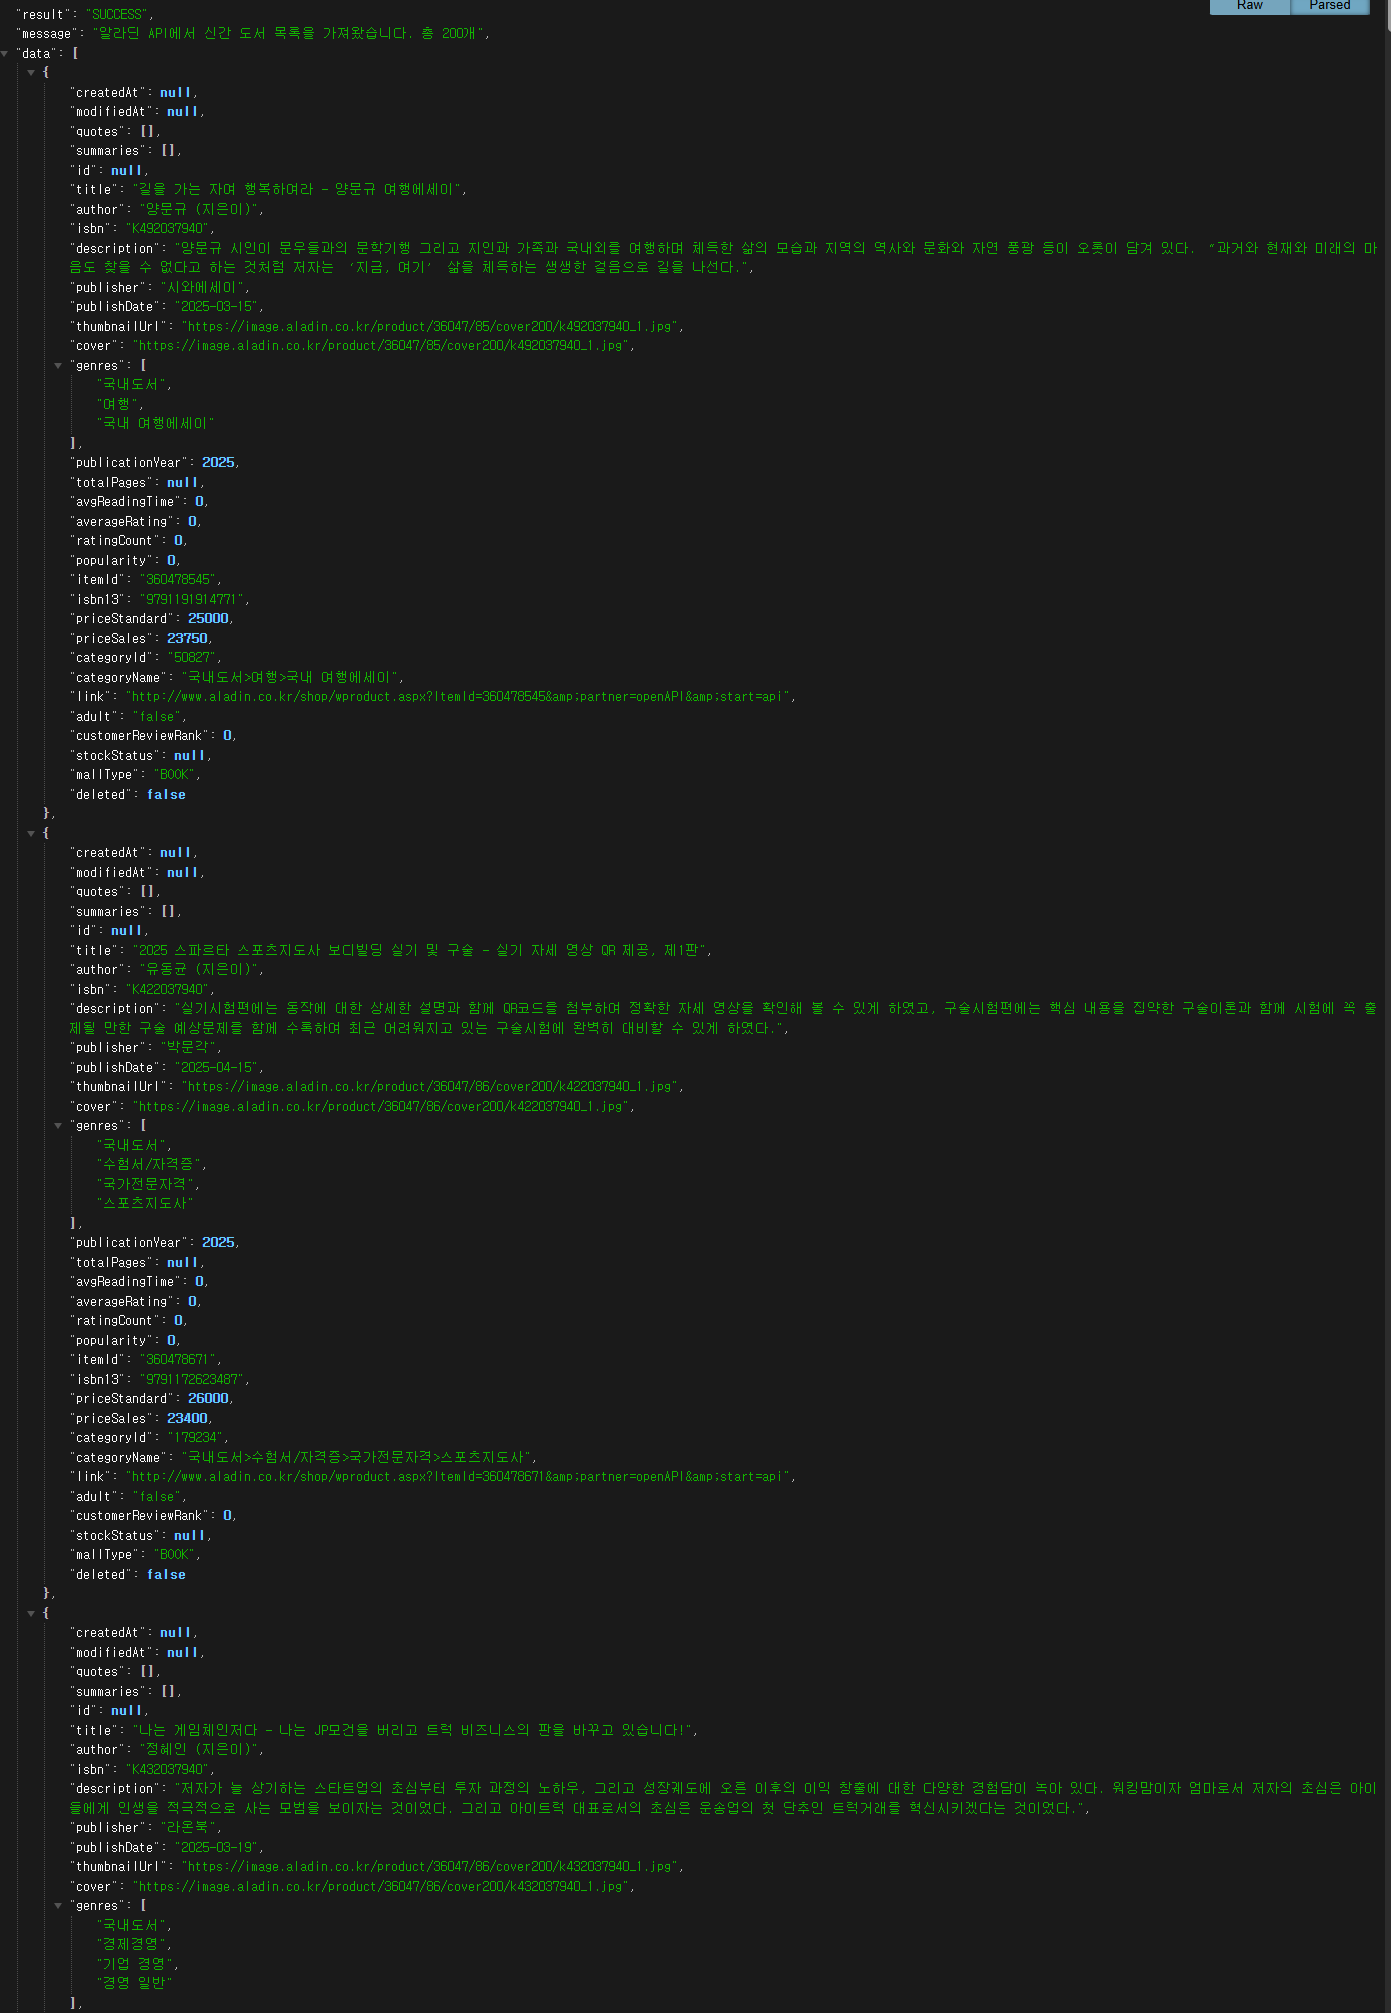 Raw Parsed
"result": "SUCCESS",
"message": "알라딘 API에서 신간 도서 목록을 가져왔습니다. 총 200개",
"data": [
{
"createdAt": null,
"modifiedAt": null,
"quotes": [],
"summaries": [],
"id": null,
"title": "길을 가는 자여 행복하여라 - 양문규 여행에세이",
"author": "양문규 (지은이)",
"isbn": "K492037940",
"description": "양문규 시인이 문우들과의 문학기행 그리고 지인과 가족과 국내외를 여행하며 체득한 삶의 모습과 지역의 역사와 문화와 자연 풍광 등이 오롯이 담겨 있다. “과거와 현재와 미래의 마
음도 찾을 수 없다고 하는 것처럼 저자는 ‘지금, 여기’ 삶을 체득하는 생생한 걸음으로 길을 나선다.",
"publisher": "시와에세이",
"publishDate": "2025-03-15",
"thumbnailUrl": "https://image.aladin.co.kr/product/36047/85/cover200/k492037940_1.jpg",
"cover": "https://image.aladin.co.kr/product/36047/85/cover200/k492037940_1.jpg",
"genres": [
"국내도서",
"여행",
"국내 여행에세이"
],
"publicationYear": 2025,
"totalPages": null,
"avgReadingTime": 0,
"averageRating": 0,
"ratingCount": 0,
"popularity": 0,
"itemId": "360478545",
"isbn13": "9791191914771",
"priceStandard": 25000,
"priceSales": 23750,
"categoryId": "50827",
"categoryName": "국내도서>여행>국내 여행에세이",
"link": "http://www.aladin.co.kr/shop/wproduct.aspx?ItemId=360478545&amp;partner=openAPI&amp;start=api",
"adult": "false",
"customerReviewRank": 0,
"stockStatus": null,
"mallType": "BOOK",
"deleted": false
},
{
"createdAt": null,
"modifiedAt": null,
"quotes": [],
"summaries": [],
"id": null,
"title": "2025 스파르타 스포츠지도사 보디빌딩 실기 및 구술 - 실기 자세 영상 QR 제공, 제1판",
"author": "유동균 (지은이)",
"isbn": "K422037940",
"description": "실기시험편에는 동작에 대한 상세한 설명과 함께 QR코드를 첨부하여 정확한 자세 영상을 확인해 볼 수 있게 하였고, 구술시험편에는 핵심 내용을 집약한 구술이론과 함께 시험에 꼭 출
제될 만한 구술 예상문제를 함께 수록하여 최근 어려워지고 있는 구술시험에 완벽히 대비할 수 있게 하였다.",
"publisher": "박문각",
"publishDate": "2025-04-15",
"thumbnailUrl": "https://image.aladin.co.kr/product/36047/86/cover200/k422037940_1.jpg",
"cover": "https://image.aladin.co.kr/product/36047/86/cover200/k422037940_1.jpg",
"genres": [
"국내도서",
"수험서/자격증",
"국가전문자격",
"스포츠지도사"
],
"publicationYear": 2025,
"totalPages": null,
"avgReadingTime": 0,
"averageRating": 0,
"ratingCount": 0,
"popularity": 0,
"itemId": "360478671",
"isbn13": "9791172623487",
"priceStandard": 26000,
"priceSales": 23400,
"categoryId": "179234",
"categoryName": "국내도서>수험서/자격증>국가전문자격>스포츠지도사",
"link": "http://www.aladin.co.kr/shop/wproduct.aspx?ItemId=360478671&amp;partner=openAPI&amp;start=api",
"adult": "false",
"customerReviewRank": 0,
"stockStatus": null,
"mallType": "BOOK",
"deleted": false
},
{
"createdAt": null,
"modifiedAt": null,
"quotes": [],
"summaries": [],
"id": null,
"title": "나는 게임체인저다 - 나는 JP모건을 버리고 트럭 비즈니스의 판을 바꾸고 있습니다!",
"author": "정혜인 (지은이)",
"isbn": "K432037940",
"description": "저자가 늘 상기하는 스타트업의 초심부터 투자 과정의 노하우, 그리고 성장궤도에 오른 이후의 이익 창출에 대한 다양한 경험담이 녹아 있다. 워킹맘이자 엄마로서 저자의 초심은 아이
들에게 인생을 적극적으로 사는 모범을 보이자는 것이었다. 그리고 아이트럭 대표로서의 초심은 운송업의 첫 단추인 트럭거래를 혁신시키겠다는 것이었다.",
"publisher": "라온북",
"publishDate": "2025-03-19",
"thumbnailUrl": "https://image.aladin.co.kr/product/36047/86/cover200/k432037940_1.jpg",
"cover": "https://image.aladin.co.kr/product/36047/86/cover200/k432037940_1.jpg",
"genres": [
"국내도서",
"경제경영",
"기업 경영",
"경영 일반"
],